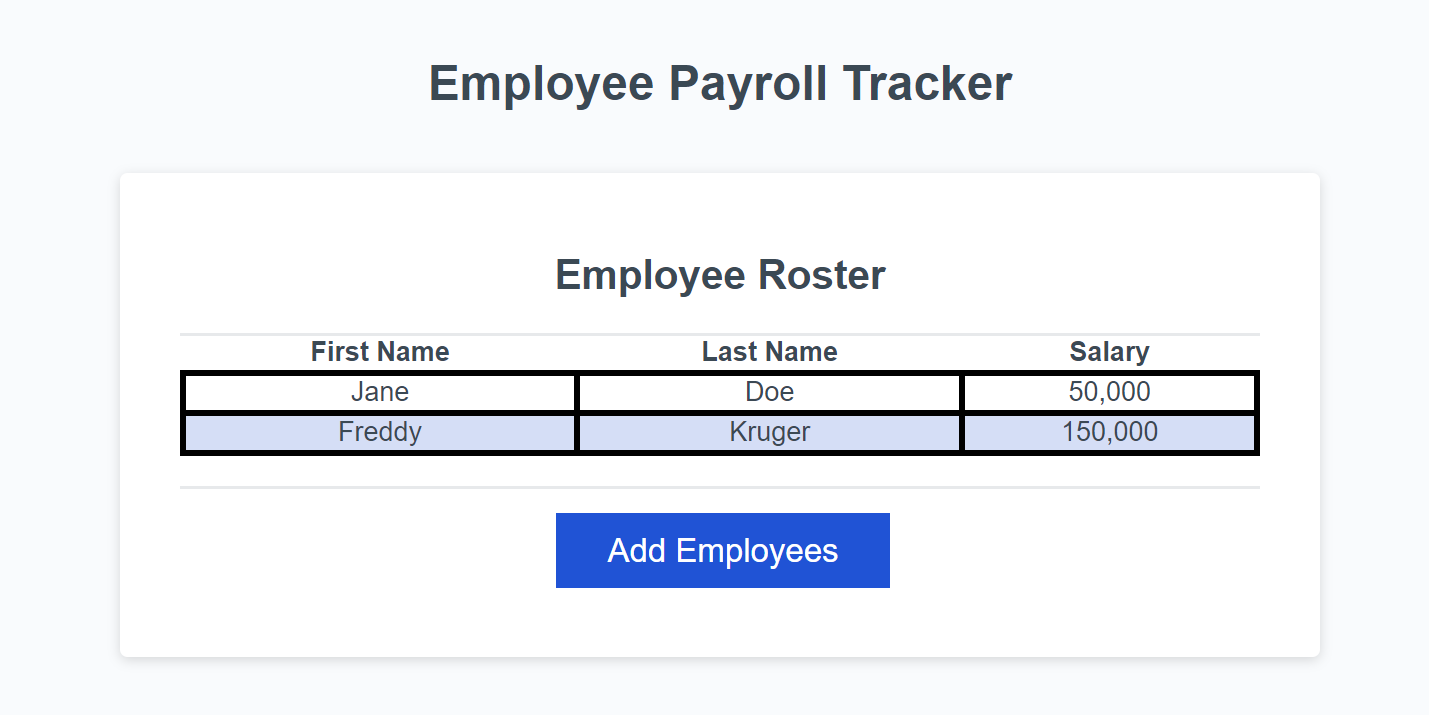 Employee Payroll Tracker
Employee Roster
First Name Last Name Salary
Jane Doe 50,000
Freddy Kruger 150,000
Add Employees